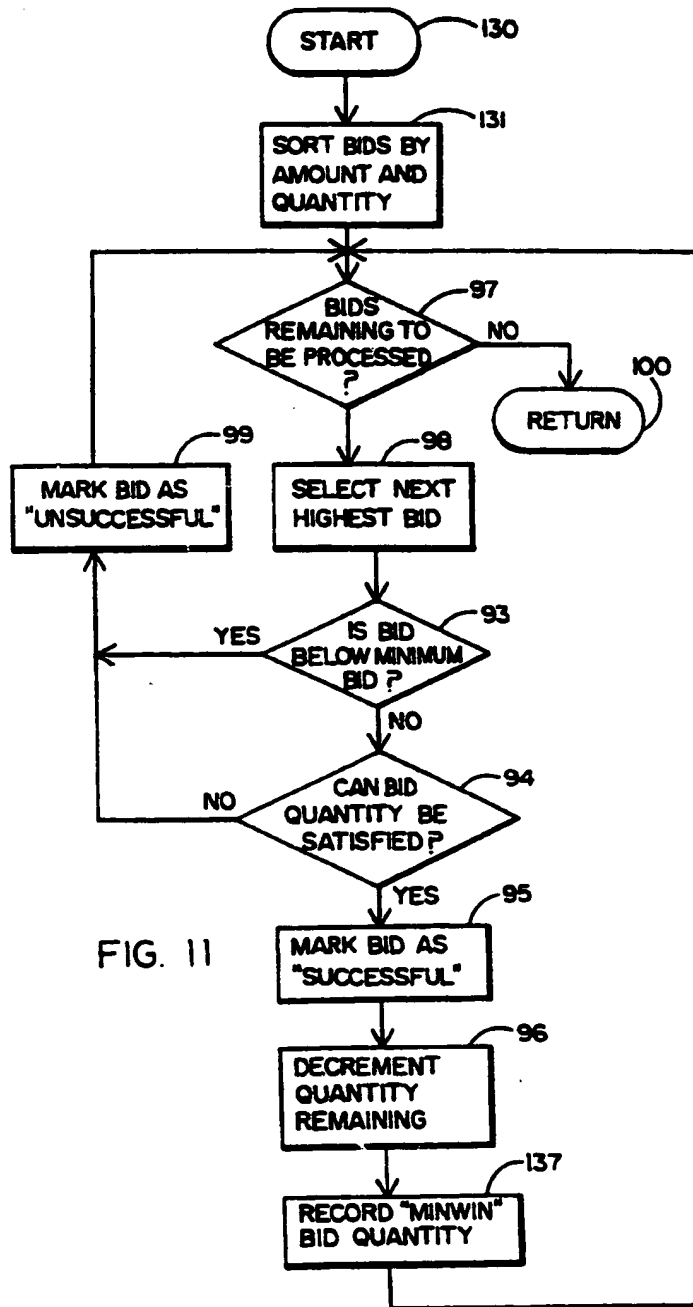 START
130
131
SORT BIDS BY
AMOUNT AND
QUANTITY
97
BIDS
REMAINING TO
BE PROCESSED
?
NO
100
RETURN
99
MARK BID AS
"UNSUCCESSFUL"
98
SELECT NEXT
HIGHEST BID
93
YES
IS BID
BELOW MINIMUM
BID ?
NO
94
NO
CAN BID
QUANTITY BE
SATISFIED ?
YES
95
FIG. 11
MARK BID AS
"SUCCESSFUL"
96
DECREMENT
QUANTITY
REMAINING
137
RECORD "MINWIN"
BID QUANTITY